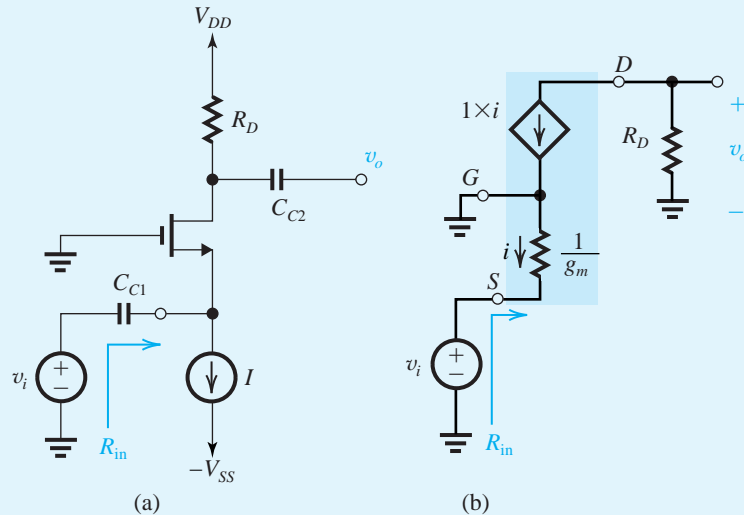 V_DD
R_D
v_o
C_C2
C_C1
+
−
v_i
I
R_in
−V_SS
(a)
D
1×i
+
R_D
v_o
−
G
i
1/g_m
S
+
−
v_i
R_in
(b)